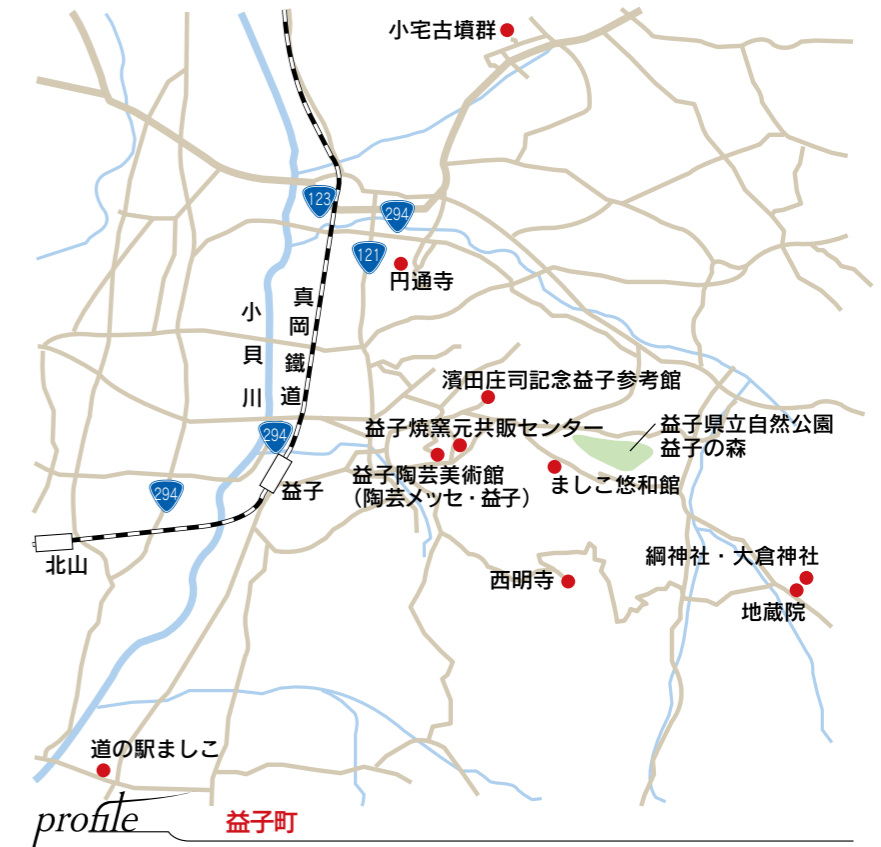 小宅古墳群
123
294
121
円通寺
小貝川
真岡鐵道
濱田庄司記念益子参考館
益子焼窯元共販センター
益子県立自然公園
益子の森
294
益子陶芸美術館
（陶芸メッセ・益子）
ましこ悠和館
益子
294
北山
西明寺
綱神社・大倉神社
地蔵院
道の駅ましこ
profile
益子町